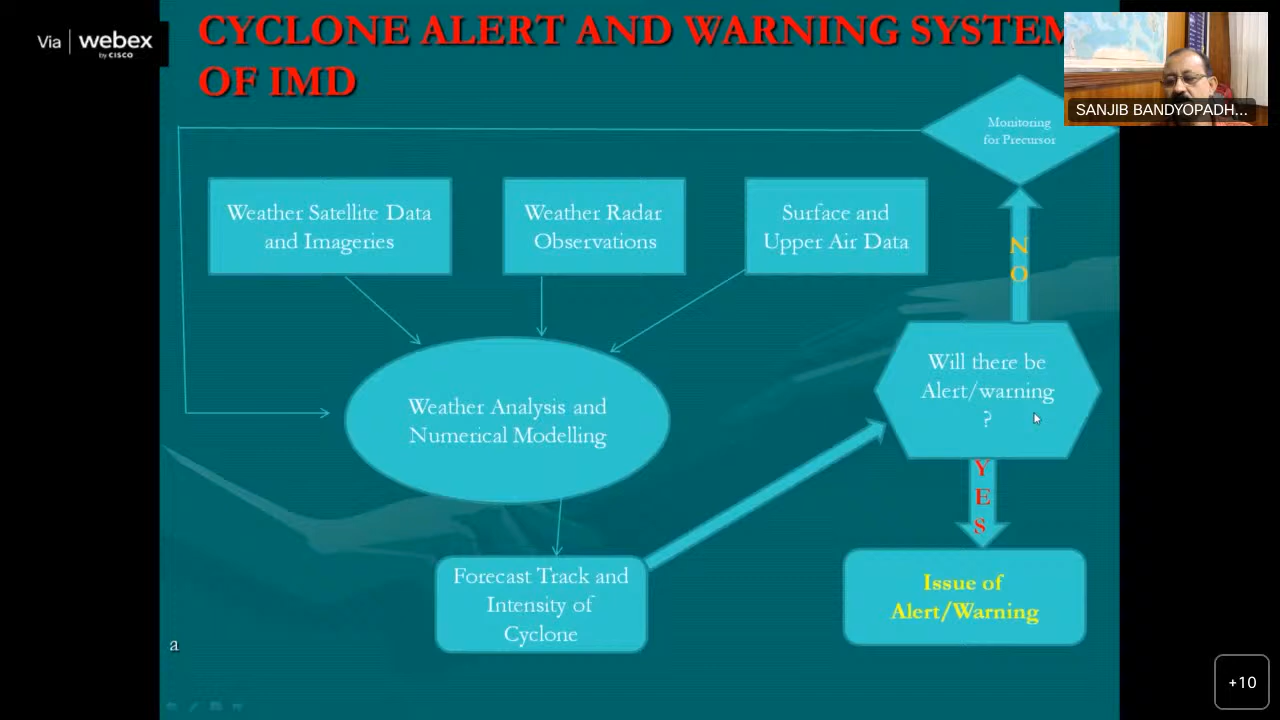 Via | webex
by CISCO
CYCLONE ALERT AND WARNING SYSTEM
OF IMD
SANJIB BANDYOPADH...
Monitoring
for Precursor
Weather Satellite Data
and Imageries
Weather Radar
Observations
Surface and
Upper Air Data
N
O
Will there be
Alert/warning
?
Weather Analysis and
Numerical Modelling
Y
E
S
Forecast Track and
Intensity of
Cyclone
Issue of
Alert/Warning
a
+10